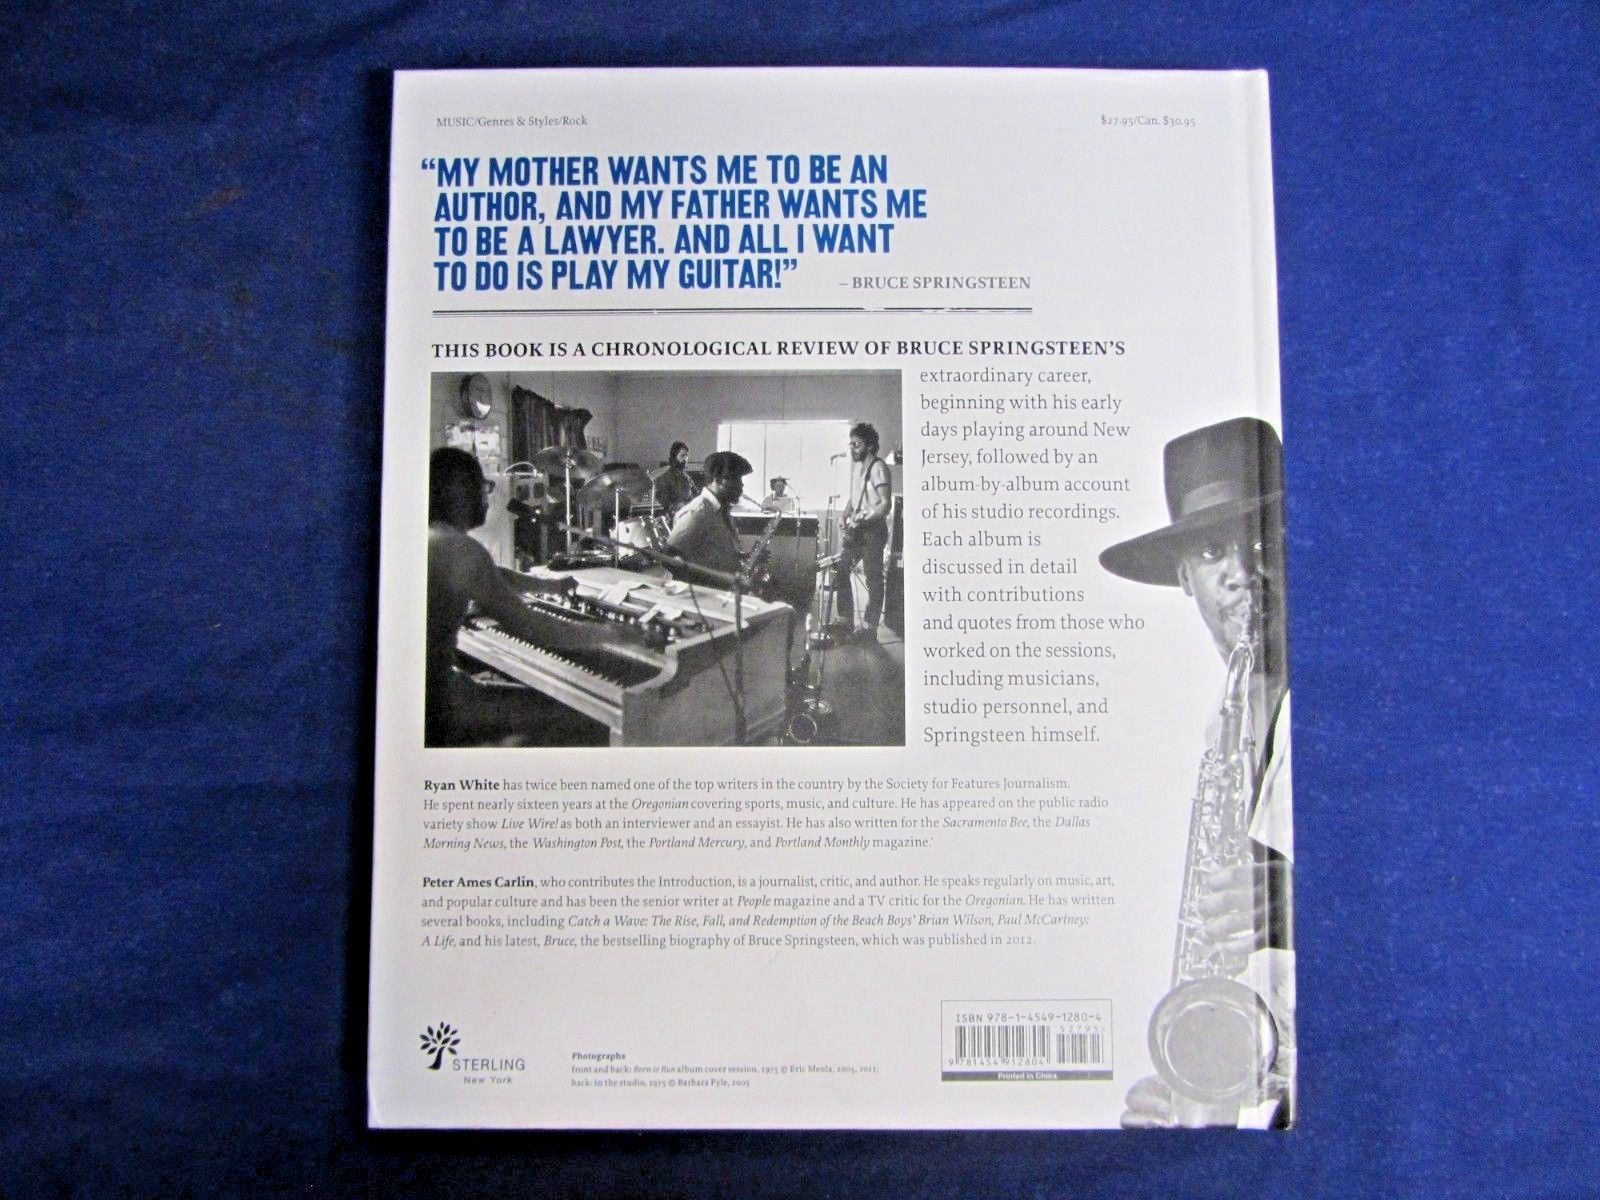 MUSIC/Genres & Styles/Rock
$27.95/Can. $30.95
“MY MOTHER WANTS ME TO BE AN
AUTHOR, AND MY FATHER WANTS ME
TO BE A LAWYER. AND ALL I WANT
TO DO IS PLAY MY GUITAR!”
– BRUCE SPRINGSTEEN
THIS BOOK IS A CHRONOLOGICAL REVIEW OF BRUCE SPRINGSTEEN’S
extraordinary career,
beginning with his early
days playing around New
Jersey, followed by an
album-by-album account
of his studio recordings.
Each album is
discussed in detail
with contributions
and quotes from those who
worked on the sessions,
including musicians,
studio personnel, and
Springsteen himself.
Ryan White has twice been named one of the top writers in the country by the Society for Features Journalism.
He spent nearly sixteen years at the Oregonian covering sports, music, and culture. He has appeared on the public radio
variety show Live Wire! as both an interviewer and an essayist. He has also written for the Sacramento Bee, the Dallas
Morning News, the Washington Post, the Portland Mercury, and Portland Monthly magazine.
Peter Ames Carlin, who contributes the Introduction, is a journalist, critic, and author. He speaks regularly on music, art,
and popular culture and has been the senior writer at People magazine and a TV critic for the Oregonian. He has written
several books, including Catch a Wave: The Rise, Fall, and Redemption of the Beach Boys’ Brian Wilson, Paul McCartney:
A Life, and his latest, Bruce, the bestselling biography of Bruce Springsteen, which was published in 2012.
STERLING
New York
Photographs
front and back: Born to Run album cover session, 1975 © Eric Meola, 2005, 2011;
back: in the studio, 1975 © Barbara Pyle, 2005
ISBN 978-1-4549-1280-4
52795>
9 781454 912804
Printed in China